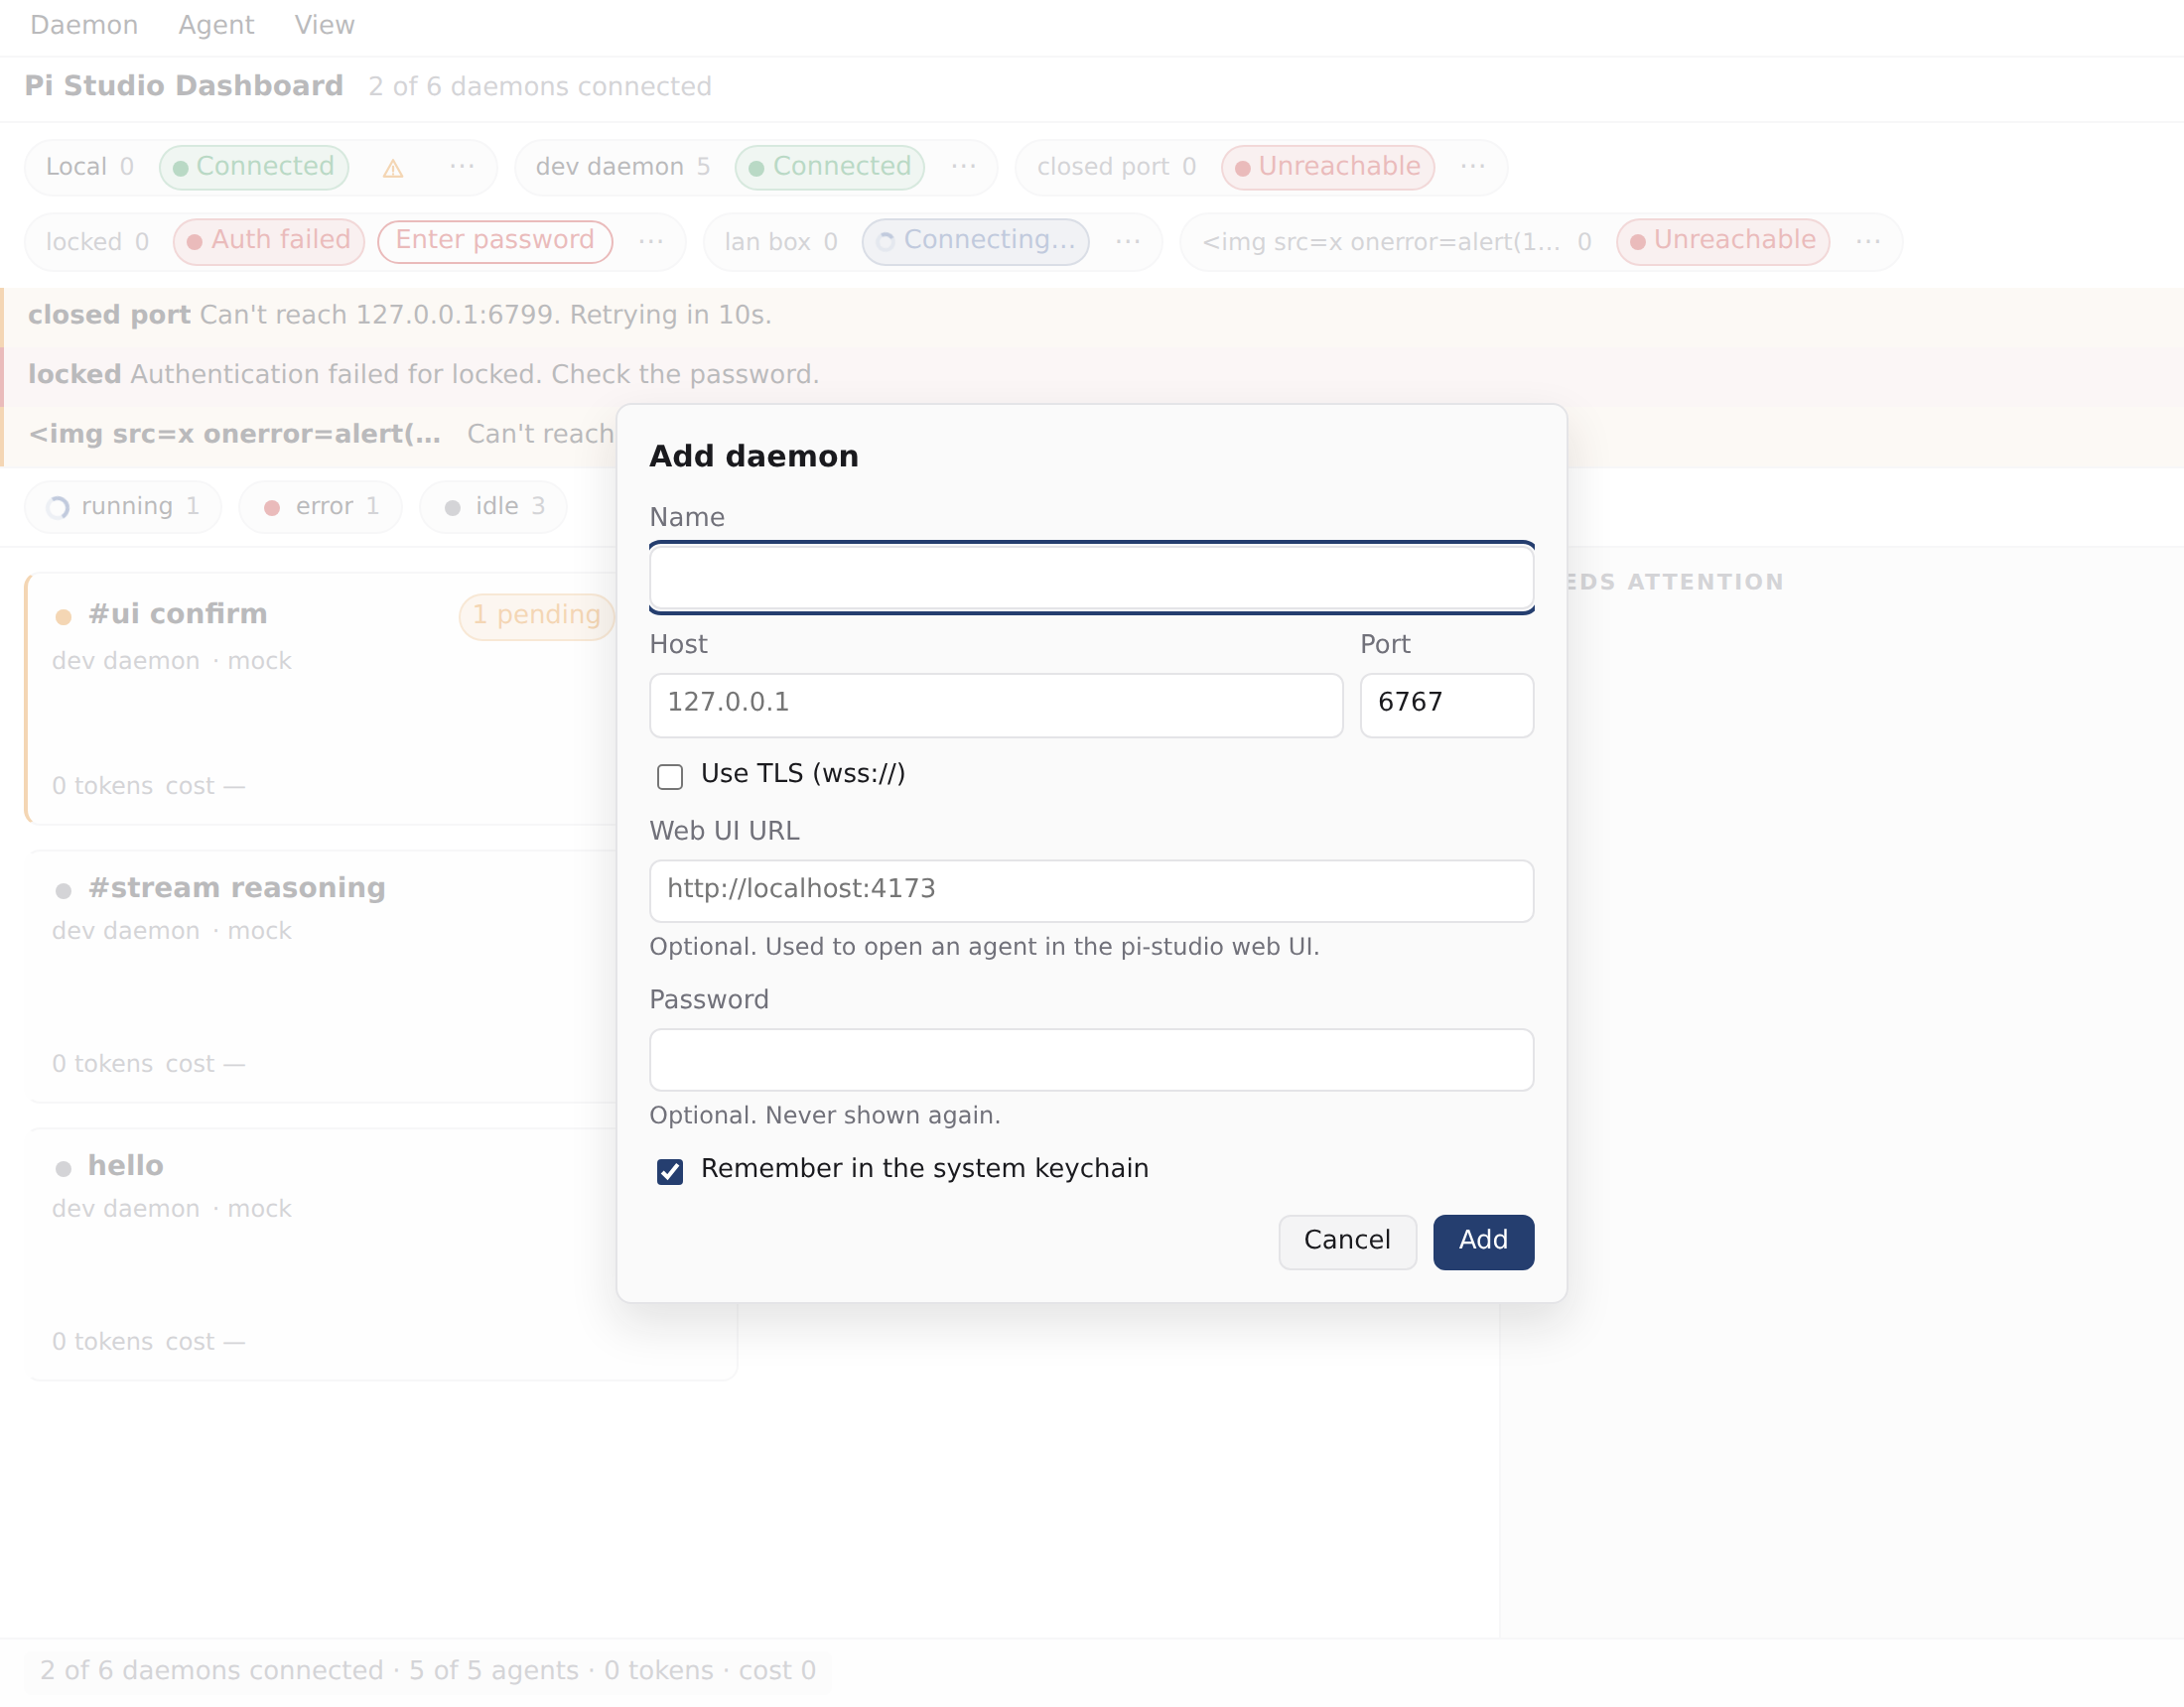 Daemon Agent View
Pi Studio Dashboard 2 of 6 daemons connected
Local 0 Connected ⚠ ··· dev daemon 5 Connected ··· closed port 0 Unreachable ···
locked 0 Auth failed Enter password ··· lan box 0 Connecting… ··· <img src=x onerror=alert(1… 0 Unreachable ···
closed port Can't reach 127.0.0.1:6799. Retrying in 10s.
locked Authentication failed for locked. Check the password.
<img src=x onerror=alert(… Can't reach
running 1 error 1 idle 3
EDS ATTENTION
#ui confirm 1 pending
dev daemon · mock
0 tokens cost —
#stream reasoning
dev daemon · mock
0 tokens cost —
hello
dev daemon · mock
0 tokens cost —
Add daemon
Name
Host Port
127.0.0.1 6767
Use TLS (wss://)
Web UI URL
http://localhost:4173
Optional. Used to open an agent in the pi-studio web UI.
Password
Optional. Never shown again.
Remember in the system keychain
Cancel Add
2 of 6 daemons connected · 5 of 5 agents · 0 tokens · cost 0